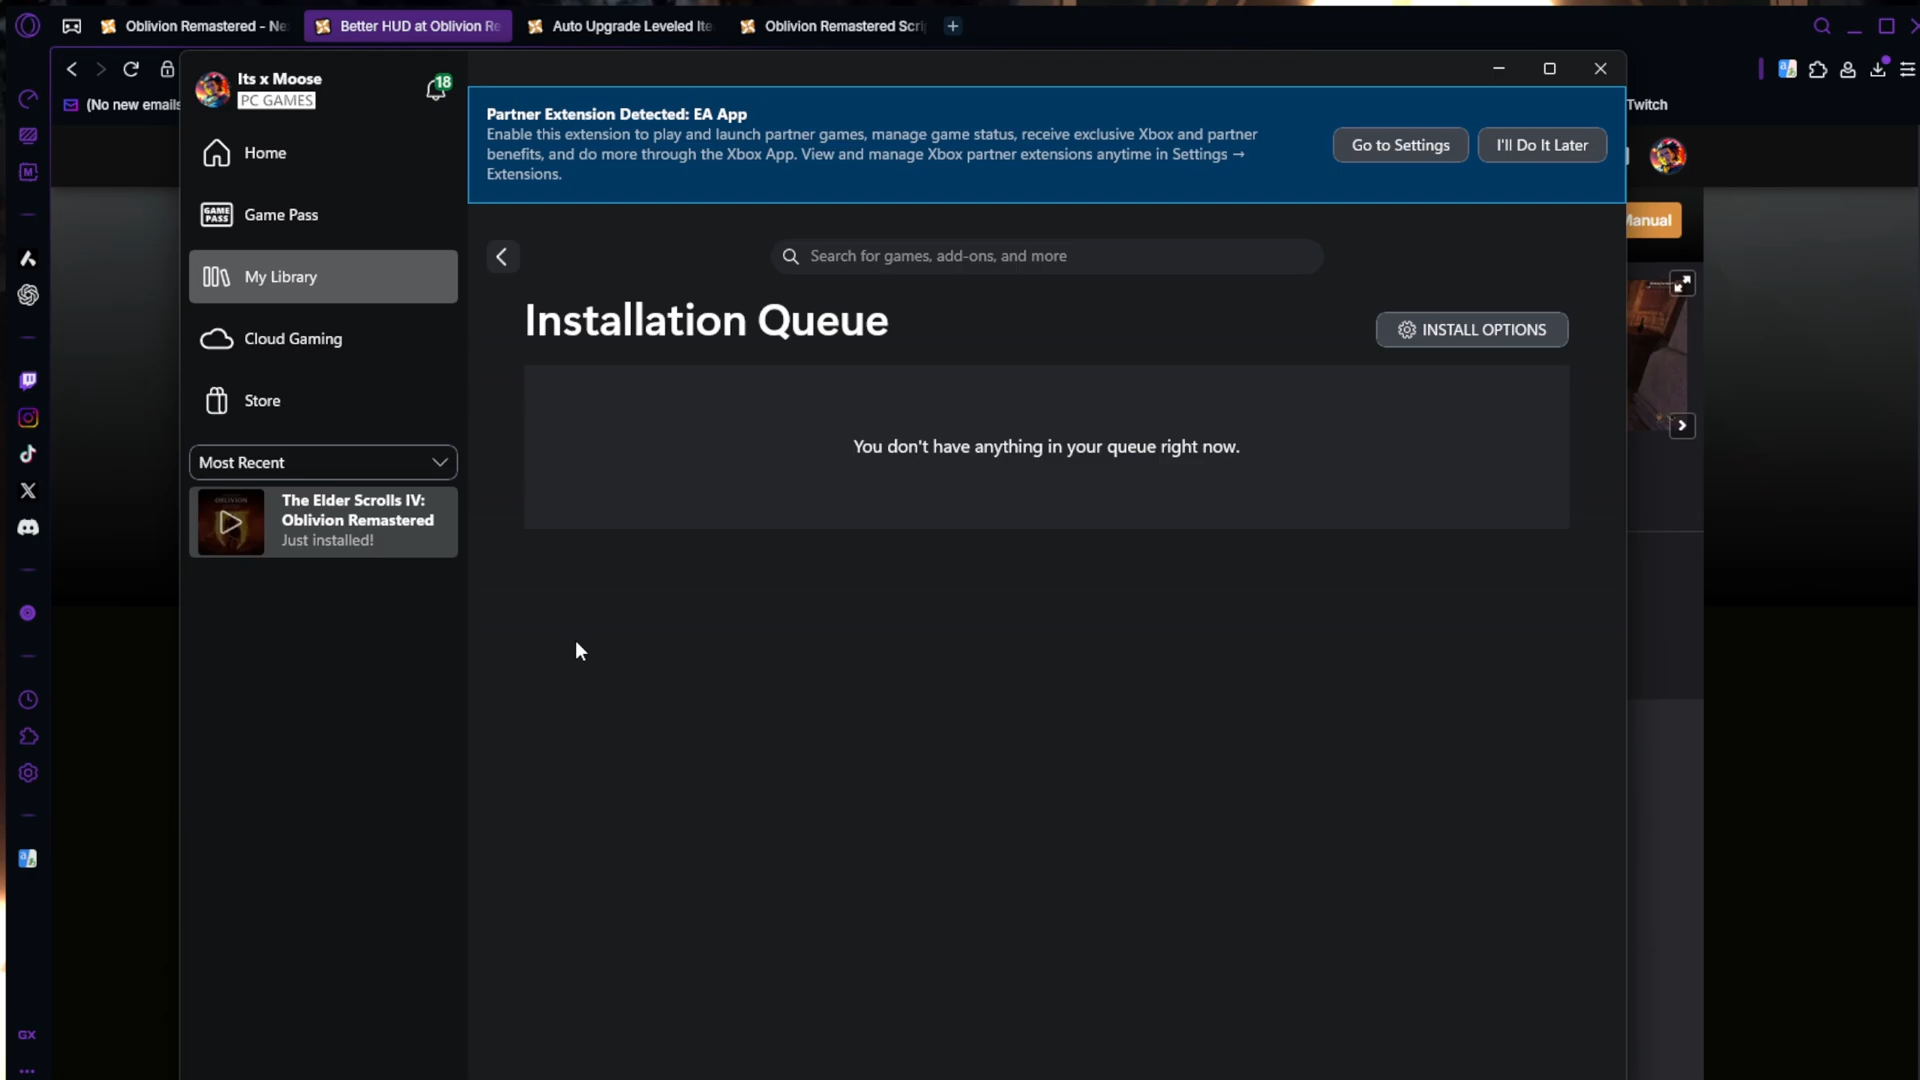 Oblivion Remastered - Ne
Better HUD at Oblivion Re
Auto Upgrade Leveled Ite
Oblivion Remastered Scri
(No new emails
Twitch
Its x Moose
PC GAMES
18
Home
GAME PASS
Game Pass
My Library
Cloud Gaming
Store
Most Recent
OBLIVION
The Elder Scrolls IV:
Oblivion Remastered
Just installed!
Partner Extension Detected: EA App
Enable this extension to play and launch partner games, manage game status, receive exclusive Xbox and partner
benefits, and do more through the Xbox App. View and manage Xbox partner extensions anytime in Settings →
Extensions.
Go to Settings
I'll Do It Later
Manual
Search for games, add-ons, and more
Installation Queue
INSTALL OPTIONS
You don't have anything in your queue right now.
GX